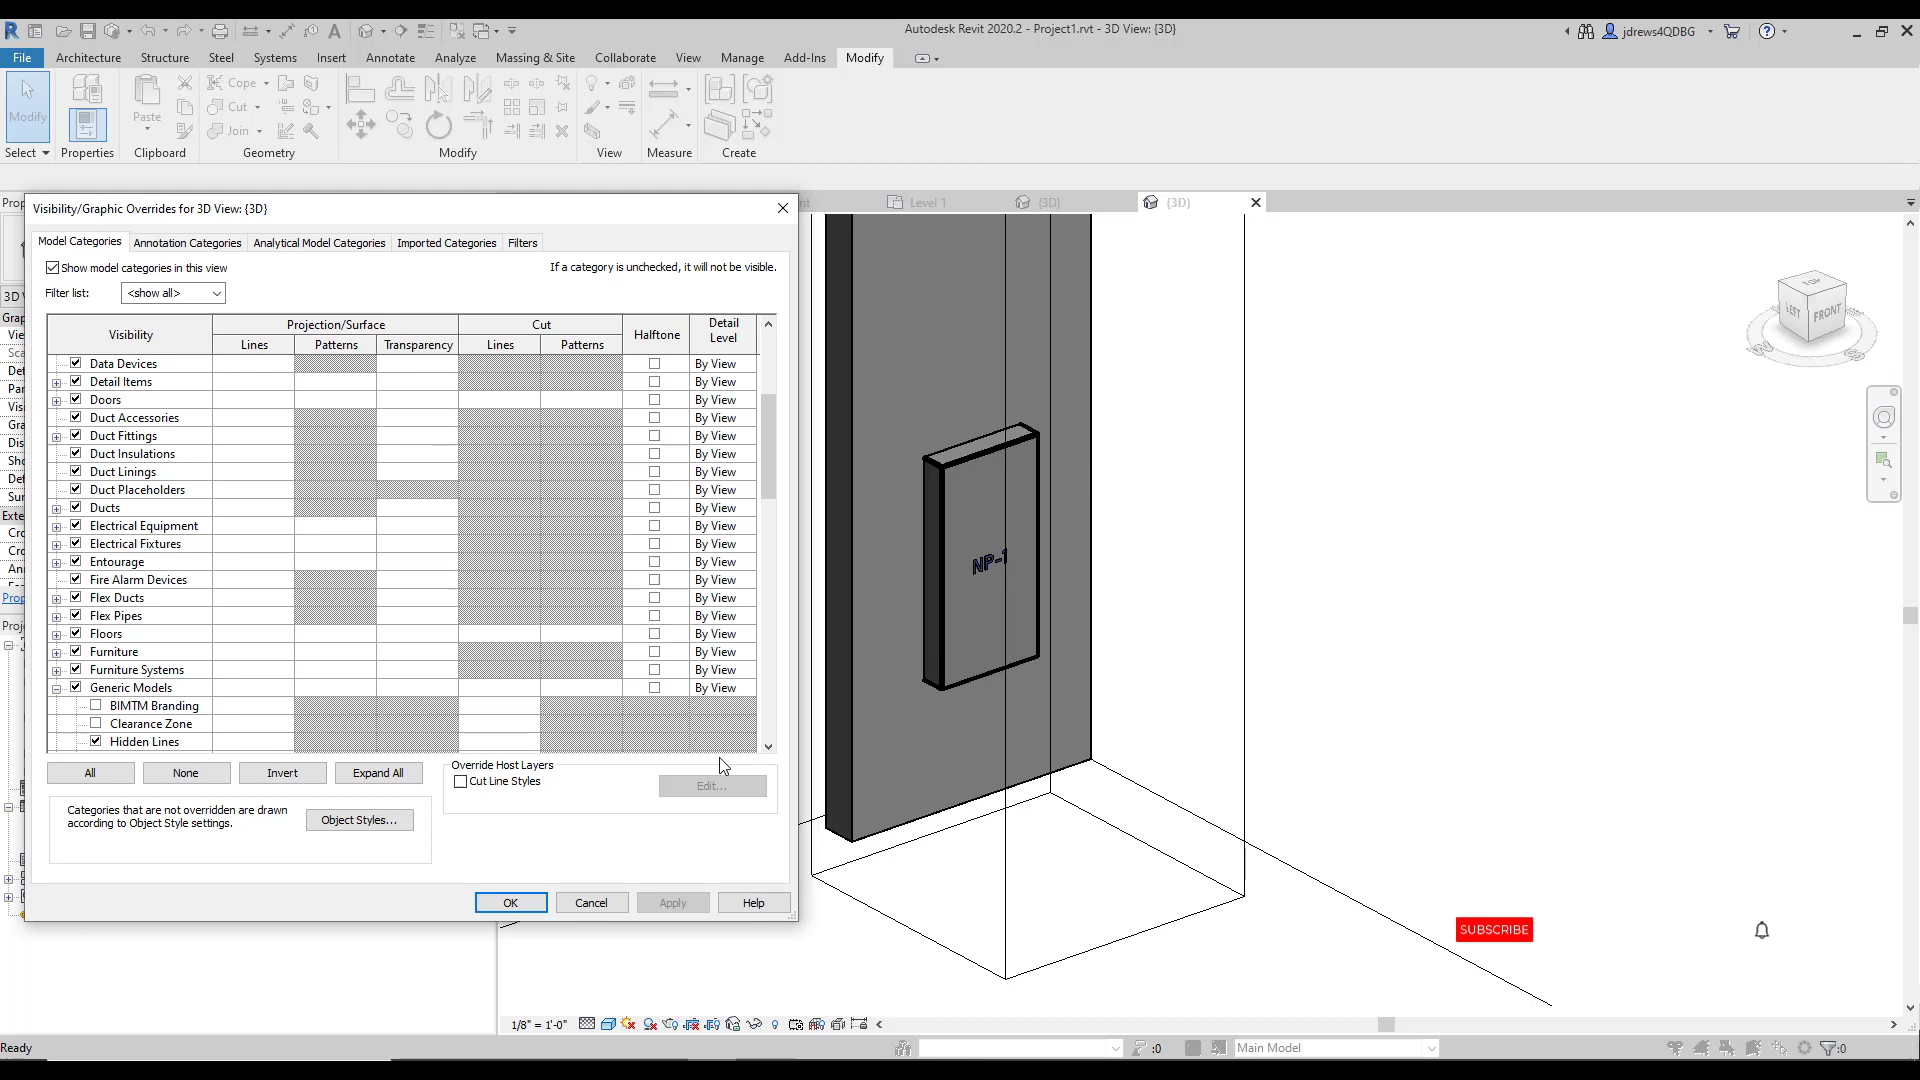 Autodesk Revit 2020.2 - Project1.rvt - 3D View: {3D}
jdrews4QDBG
File Architecture Structure Steel Systems Insert Annotate Analyze Massing & Site Collaborate View Manage Add-Ins Modify
Modify
Paste
Cope
Cut
Join
Select Properties Clipboard Geometry Modify View Measure Create
Level 1
{3D}
{3D}
Visibility/Graphic Overrides for 3D View: {3D}
Model Categories Annotation Categories Analytical Model Categories Imported Categories Filters
Show model categories in this view
If a category is unchecked, it will not be visible.
Filter list: <show all>
Visibility Projection/Surface Cut Halftone Detail Level
Lines Patterns Transparency Lines Patterns
Data Devices By View
Detail Items By View
Doors By View
Duct Accessories By View
Duct Fittings By View
Duct Insulations By View
Duct Linings By View
Duct Placeholders By View
Ducts By View
Electrical Equipment By View
Electrical Fixtures By View
Entourage By View
Fire Alarm Devices By View
Flex Ducts By View
Flex Pipes By View
Floors By View
Furniture By View
Furniture Systems By View
Generic Models By View
BIMTM Branding
Clearance Zone
Hidden Lines
All None Invert Expand All
Override Host Layers
Cut Line Styles
Edit...
Categories that are not overridden are drawn
according to Object Style settings.
Object Styles...
OK Cancel Apply Help
NP-1
TOP
LEFT FRONT
W S
SUBSCRIBE
1/8" = 1'-0"
Ready
:0
Main Model
:0